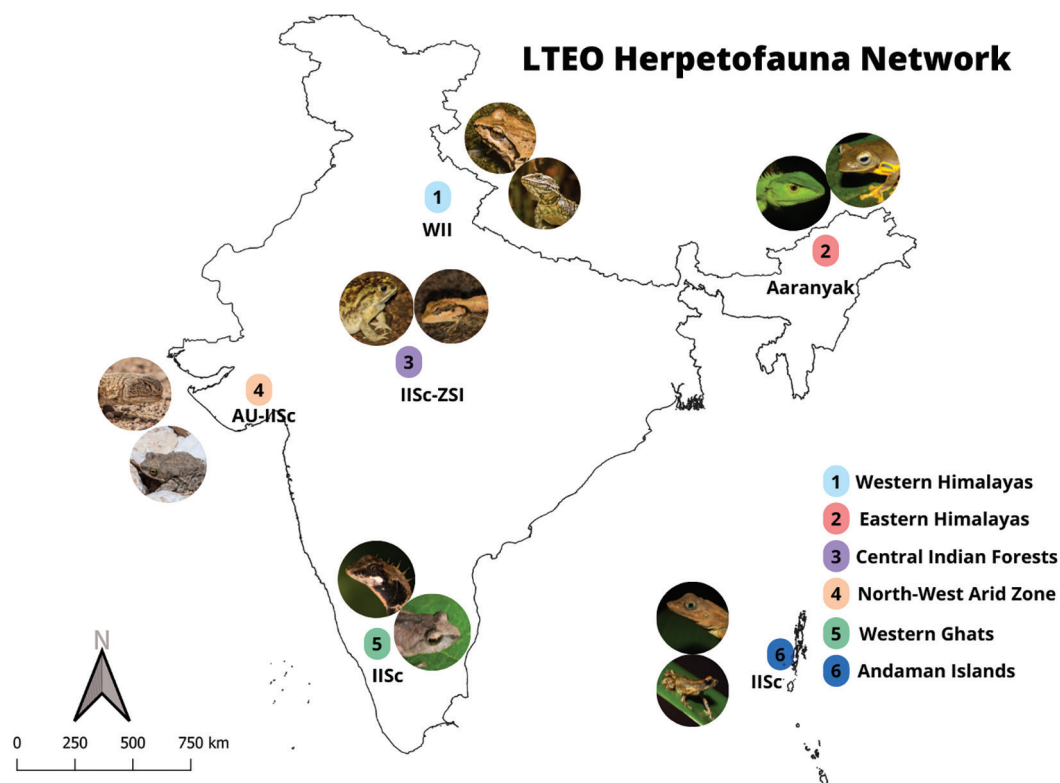 LTEO Herpetofauna Network
1
WII
2
Aaranyak
3
IISc-ZSI
4
AU-IISc
5
IISc
6
IISc
1 Western Himalayas
2 Eastern Himalayas
3 Central Indian Forests
4 North-West Arid Zone
5 Western Ghats
6 Andaman Islands
N
0 250 500 750 km